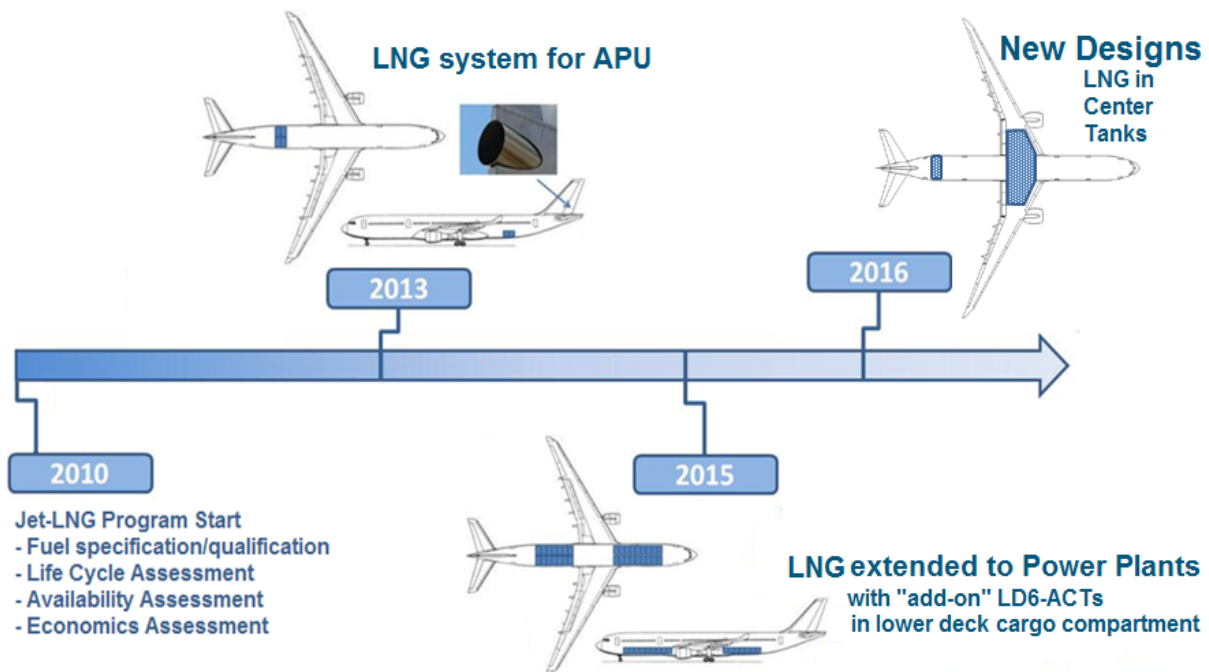 LNG system for APU
New Designs
LNG in
Center
Tanks
2013
2016
2010
2015
Jet-LNG Program Start
- Fuel specification/qualification
- Life Cycle Assessment
- Availability Assessment
- Economics Assessment
LNG extended to Power Plants
with "add-on" LD6-ACTs
in lower deck cargo compartment